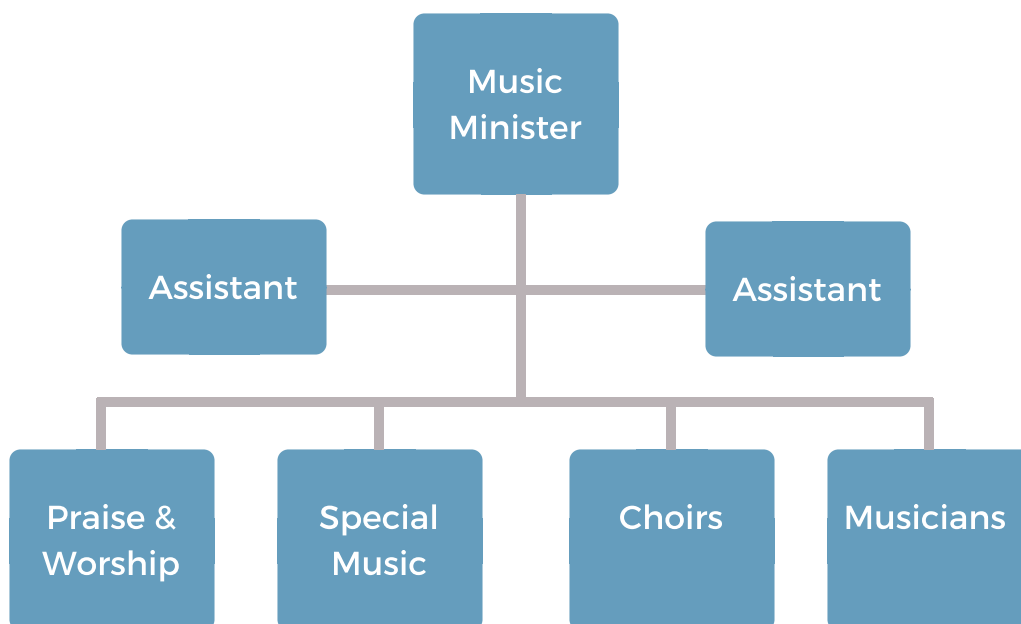 Music
Minister
Assistant
Assistant
Praise &
Worship
Special
Music
Choirs
Musicians